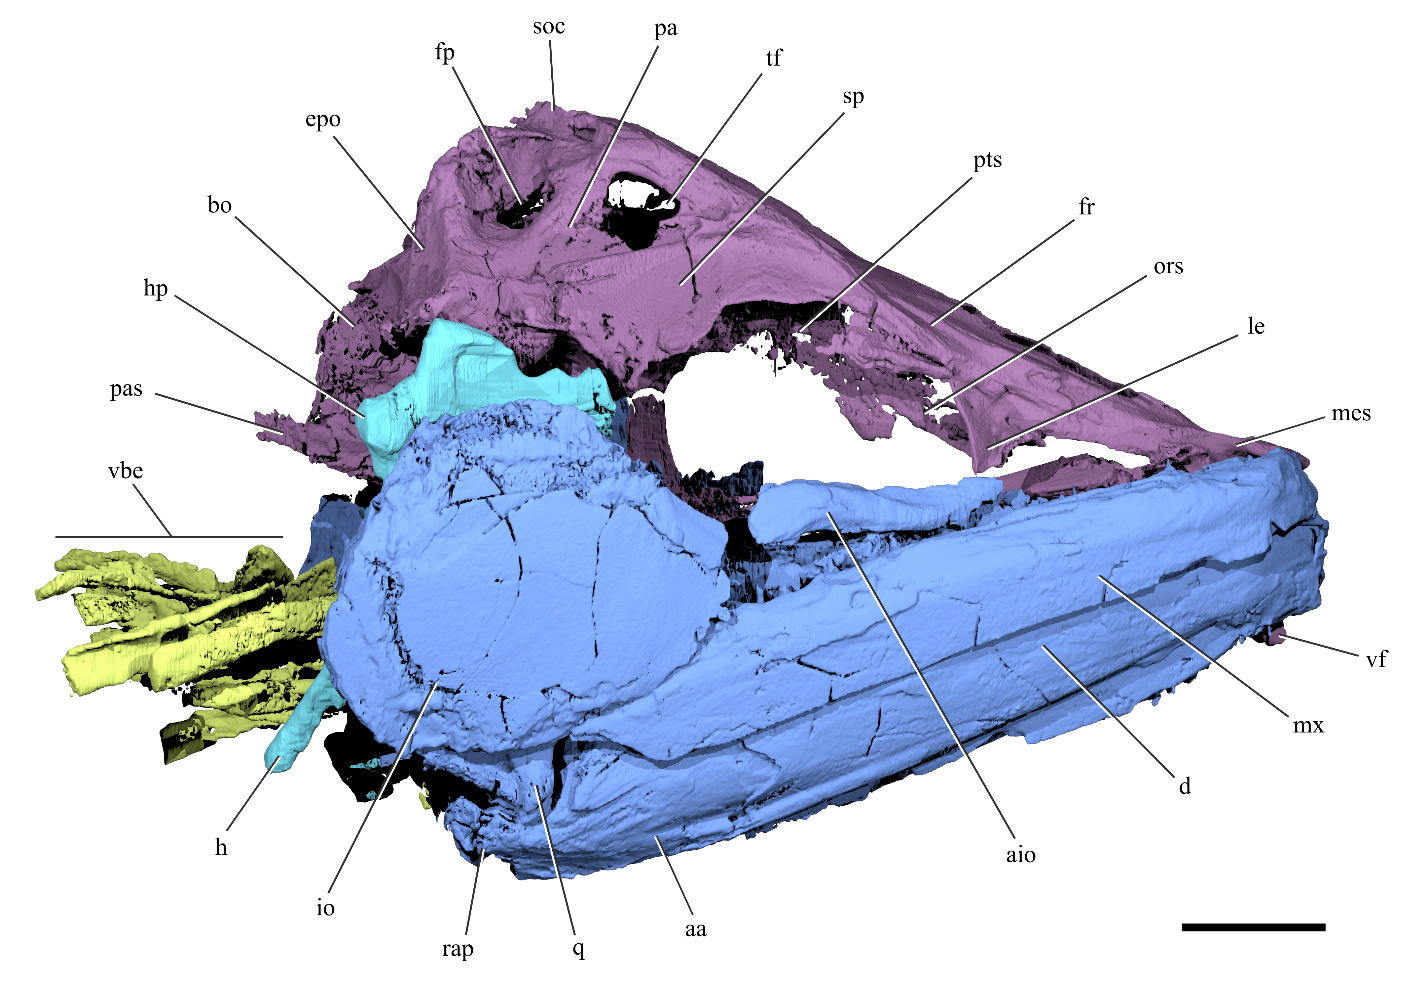 soc
pa
fp
tf
sp
epo
pts
bo
fr
ors
hp
le
pas
mes
vbe
vf
mx
d
h
aio
io
aa
rap
q